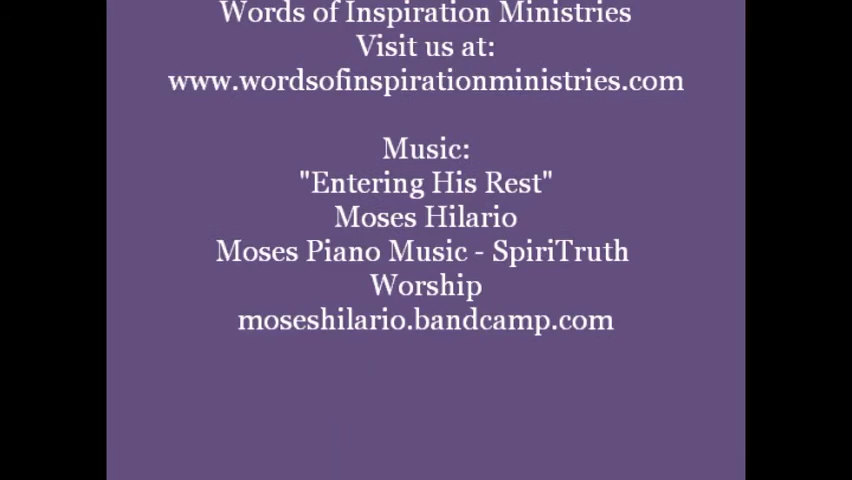 Words of Inspiration Ministries
Visit us at:
www.wordsofinspirationministries.com
Music:
"Entering His Rest"
Moses Hilario
Moses Piano Music - SpiriTruth
Worship
moseshilario.bandcamp.com